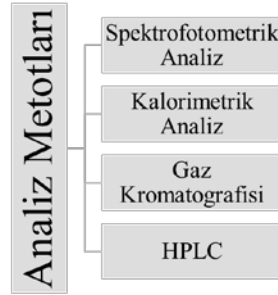 Analiz Metotları
Spektrofotometrik
Analiz
Kalorimetrik
Analiz
Gaz
Kromatografisi
HPLC